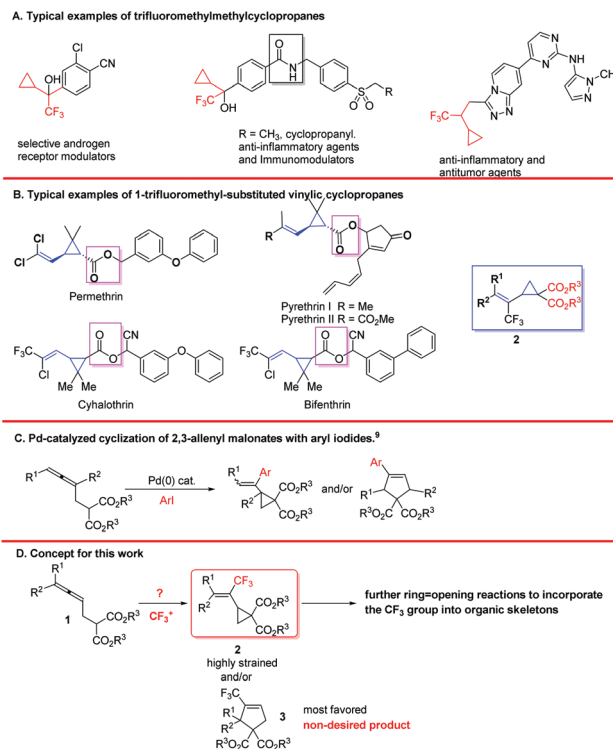 A. Typical examples of trifluoromethylmethylcyclopropanes
Cl
OH
CN
CF3
selective androgen
receptor modulators
O
N
H
F3C
OH
S
O O
R
R = CH3, cyclopropanyl.
anti-inflammatory agents
and Immunomodulators
N
N
NH
N
N
N
N
N
CH
F3C
anti-inflammatory and
antitumor agents
B. Typical examples of 1-trifluoromethyl-substituted vinylic cyclopropanes
Cl
Cl
O
O
O
Permethrin
R
O
O
O
Pyrethrin I R = Me
Pyrethrin II R = CO2Me
R1
R2
CF3
CO2R3
CO2R3
2
F3C
Cl
Me Me
O
O
CN
O
Cyhalothrin
F3C
Cl
Me Me
O
O
CN
Bifenthrin
C. Pd-catalyzed cyclization of 2,3-allenyl malonates with aryl iodides.9
R1
R2
CO2R3
CO2R3
Pd(0) cat.
ArI
R1
Ar
R2
CO2R3
CO2R3
and/or
Ar
R1
R2
R3O2C CO2R3
D. Concept for this work
R1
R2
1
CO2R3
CO2R3
?
CF3+
R1
CF3
R2
CO2R3
CO2R3
2
highly strained
and/or
further ring=opening reactions to incorporate
the CF3 group into organic skeletons
F3C
R1
R2
3
R3O2C CO2R3
most favored
non-desired product